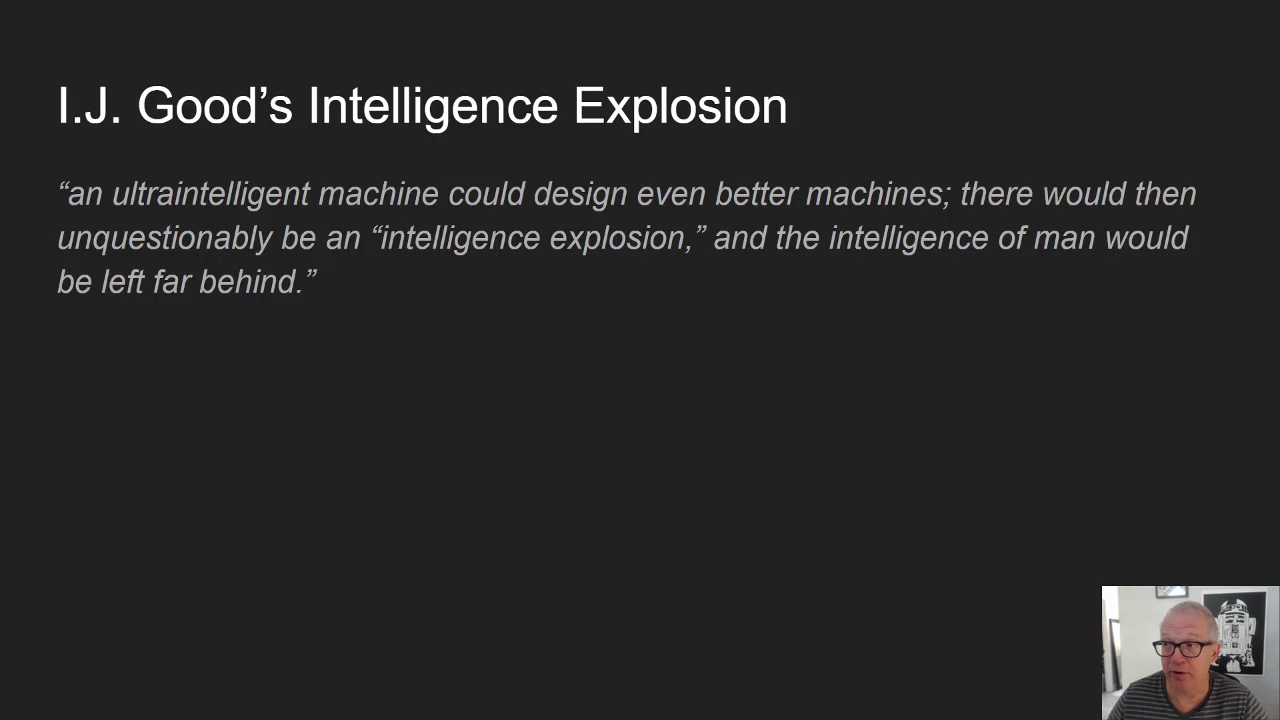 I.J. Good’s Intelligence Explosion
“an ultraintelligent machine could design even better machines; there would then
unquestionably be an “intelligence explosion,” and the intelligence of man would
be left far behind.”